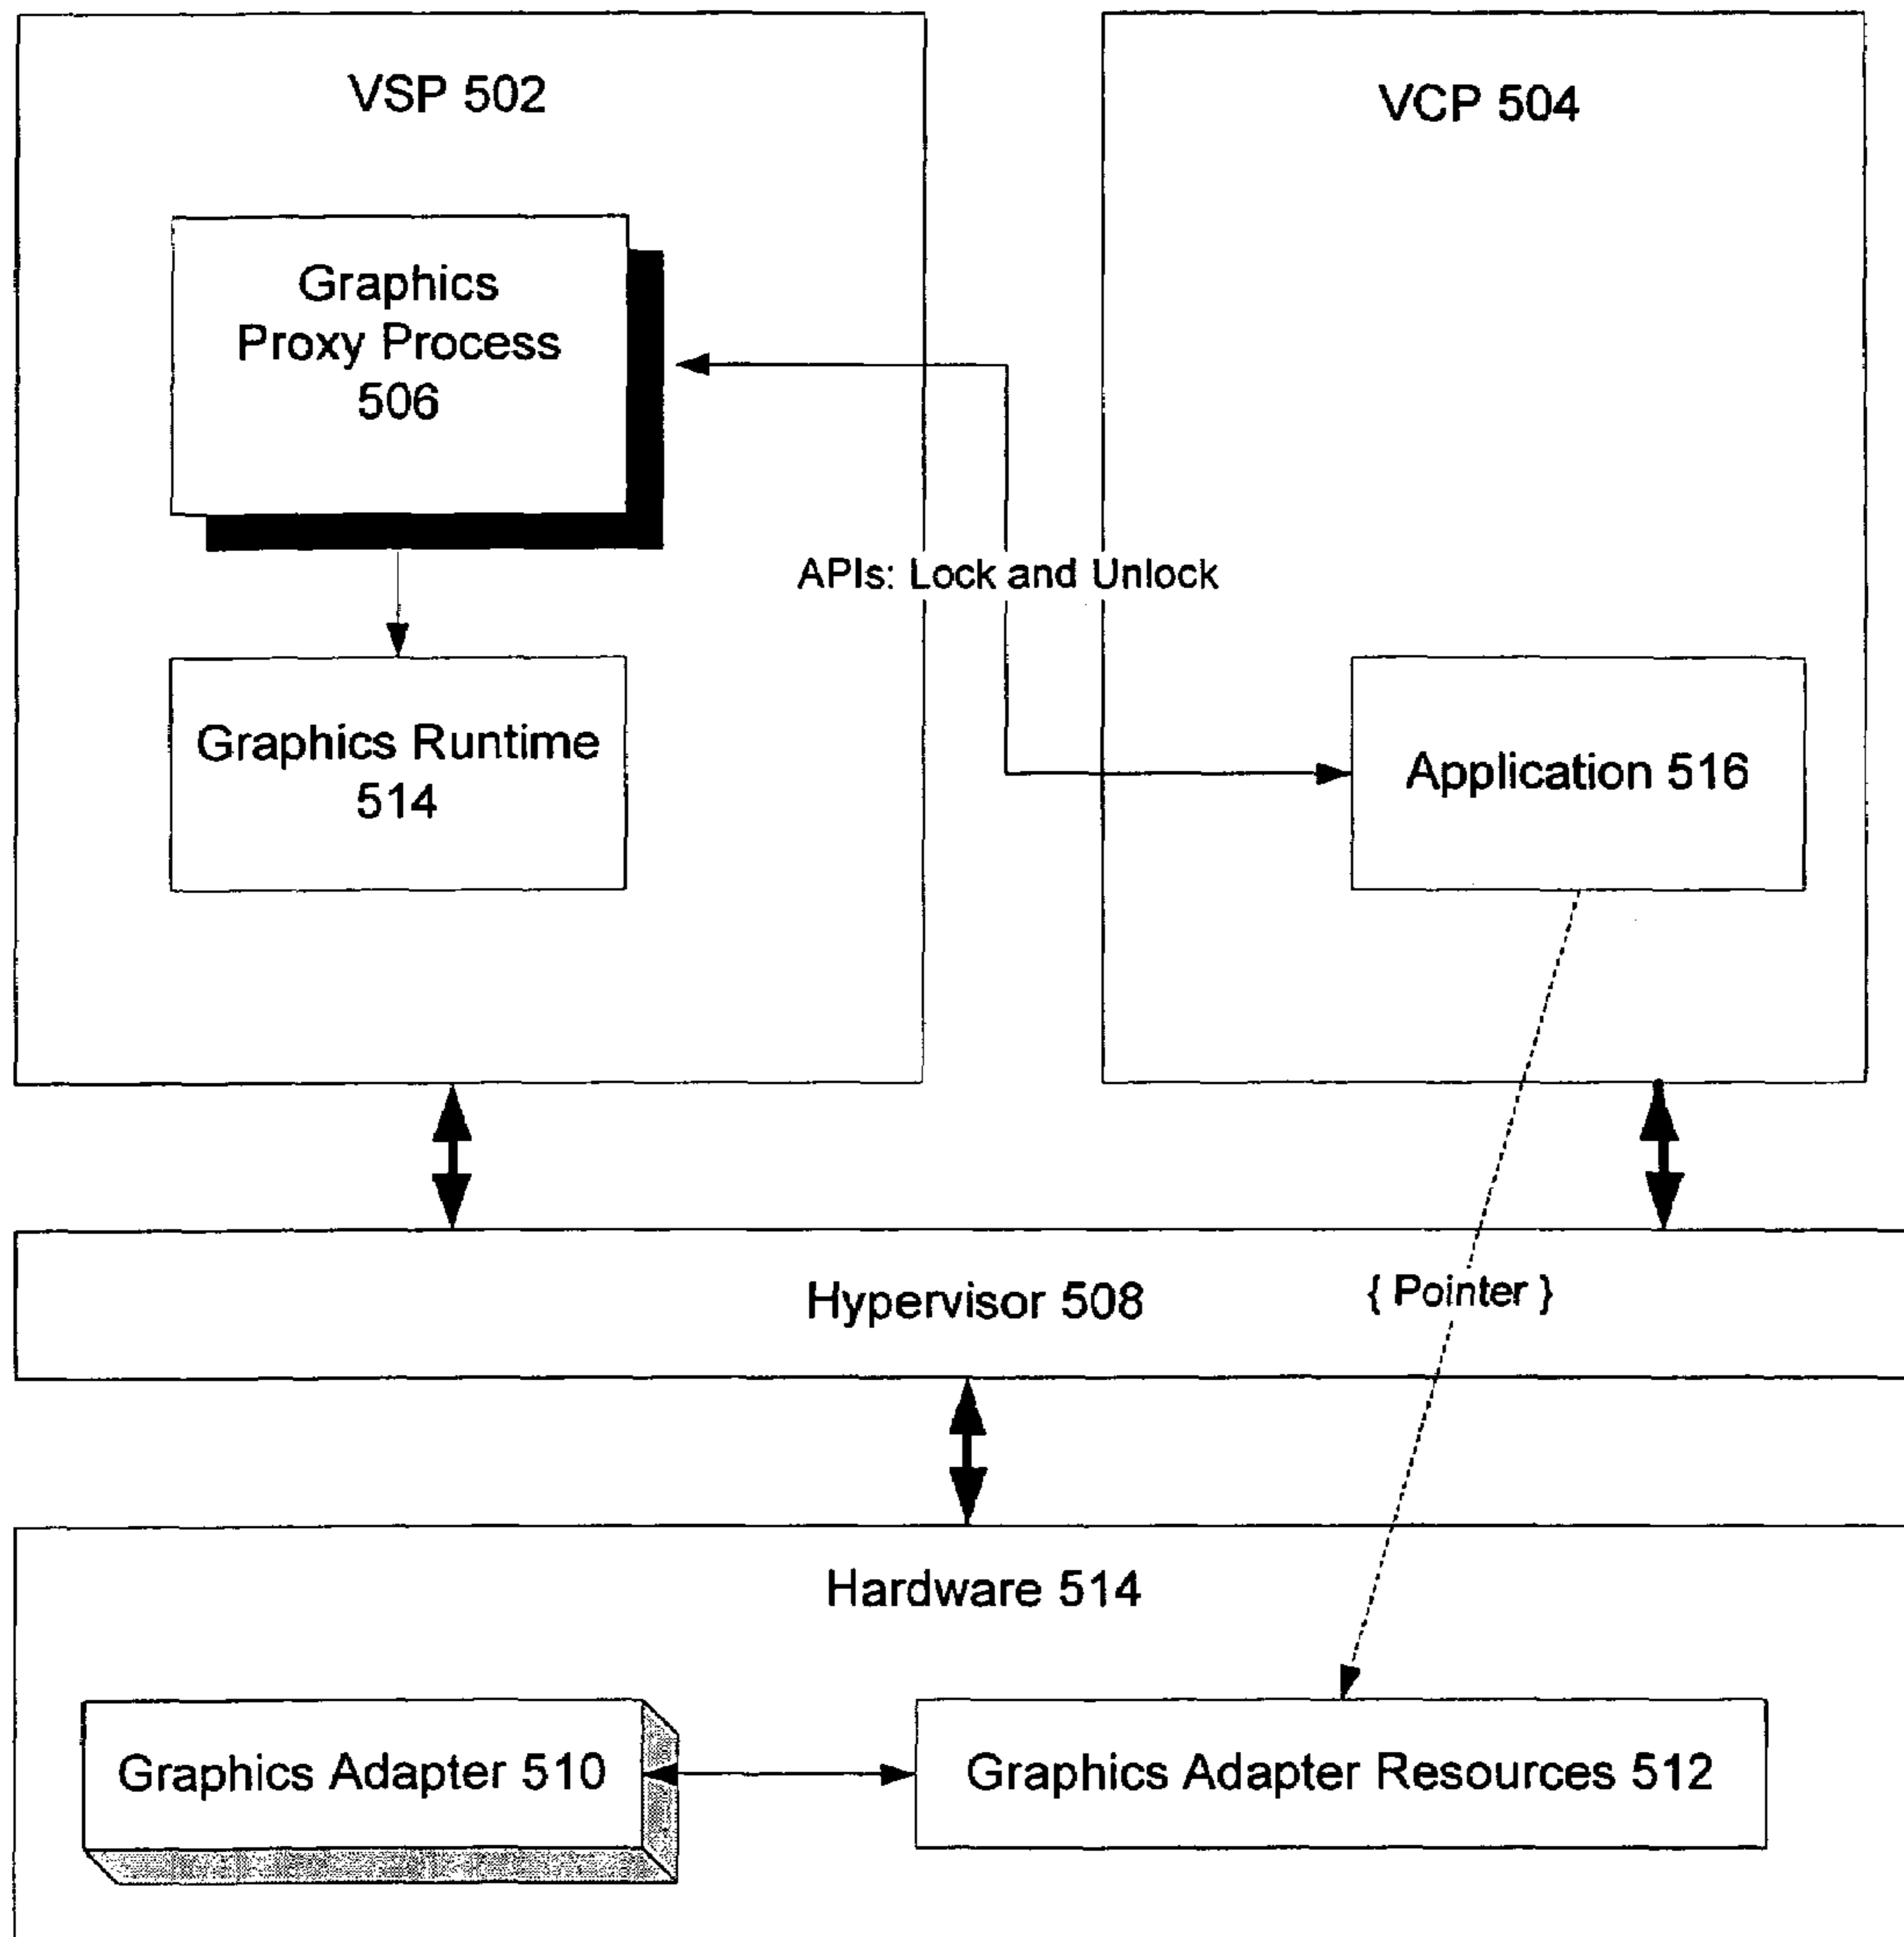 VSP 502
VCP 504
Graphics
Proxy Process
506
APIs: Lock and Unlock
Graphics Runtime
514
Application 516
Hypervisor 508
{ Pointer }
Hardware 514
Graphics Adapter 510
Graphics Adapter Resources 512